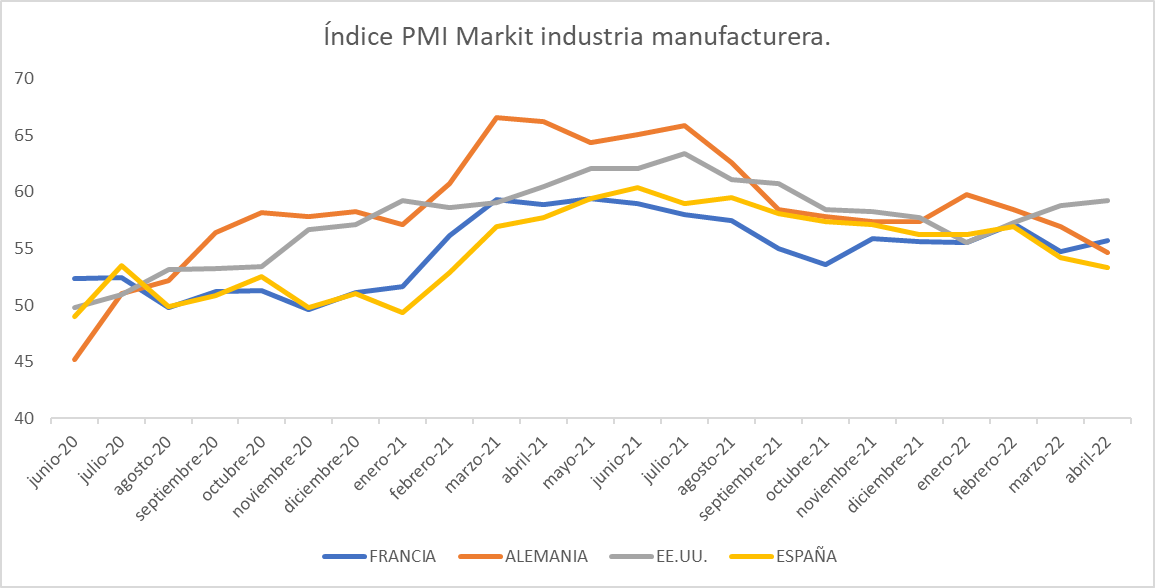 Índice PMI Markit industria manufacturera.
70
65
60
55
50
45
40
junio-20
julio-20
agosto-20
septiembre-20
octubre-20
noviembre-20
diciembre-20
enero-21
febrero-21
marzo-21
abril-21
mayo-21
junio-21
julio-21
agosto-21
septiembre-21
octubre-21
noviembre-21
diciembre-21
enero-22
febrero-22
marzo-22
abril-22
FRANCIA ALEMANIA EE.UU. ESPAÑA